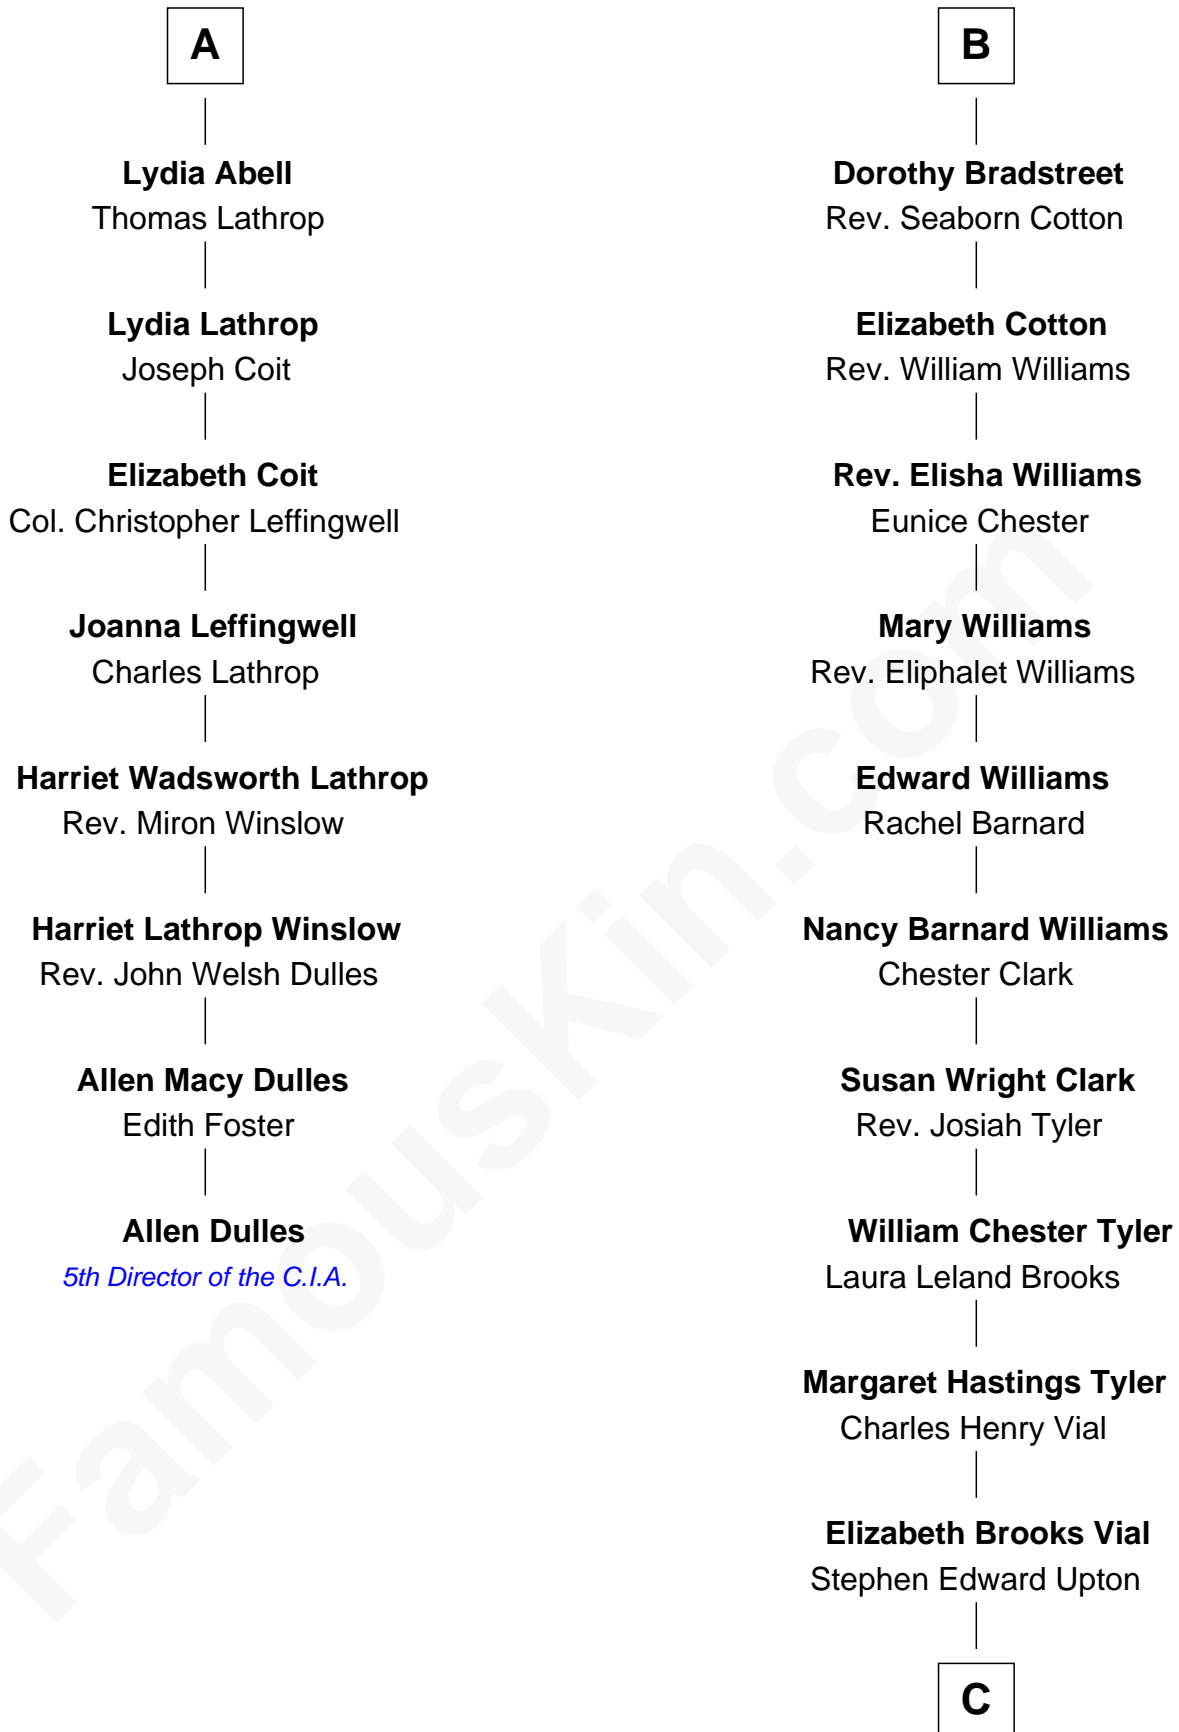 A
Lydia Abell
Thomas Lathrop
Lydia Lathrop
Joseph Coit
Elizabeth Coit
Col. Christopher Leffingwell
Joanna Leffingwell
Charles Lathrop
Harriet Wadsworth Lathrop
Rev. Miron Winslow
Harriet Lathrop Winslow
Rev. John Welsh Dulles
Allen Macy Dulles
Edith Foster
Allen Dulles
5th Director of the C.I.A.
B
Dorothy Bradstreet
Rev. Seaborn Cotton
Elizabeth Cotton
Rev. William Williams
Rev. Elisha Williams
Eunice Chester
Mary Williams
Rev. Eliphalet Williams
Edward Williams
Rachel Barnard
Nancy Barnard Williams
Chester Clark
Susan Wright Clark
Rev. Josiah Tyler
William Chester Tyler
Laura Leland Brooks
Margaret Hastings Tyler
Charles Henry Vial
Elizabeth Brooks Vial
Stephen Edward Upton
C
FamousKin.com